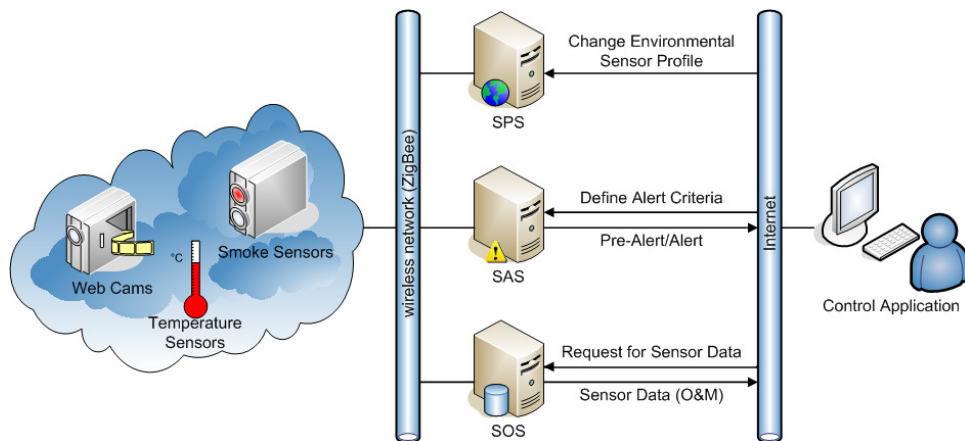 Change Environmental
Sensor Profile
SPS
wireless network (ZigBee)
Internet
Smoke Sensors
Web Cams
°C
Temperature
Sensors
Define Alert Criteria
Pre-Alert/Alert
SAS
Control Application
Request for Sensor Data
Sensor Data (O&M)
SOS